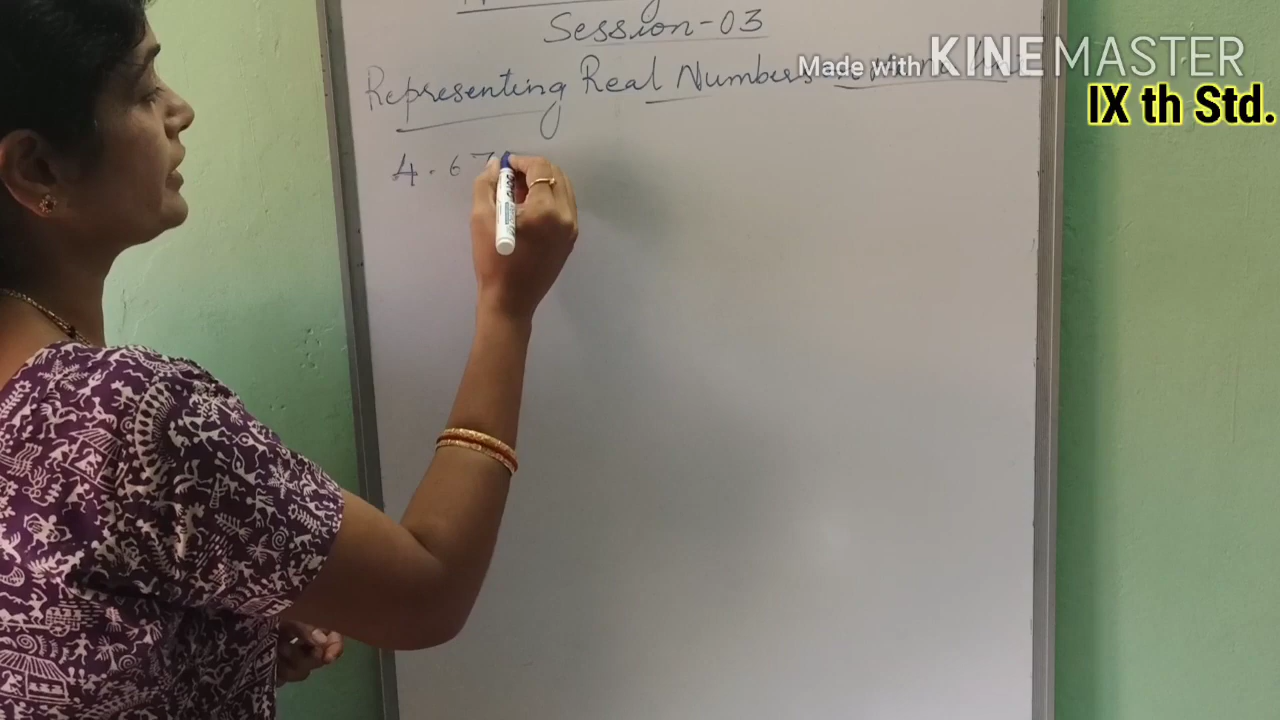 Session-03
Made with KINEMASTER
Representing Real Numbers
IX th Std.
4.67